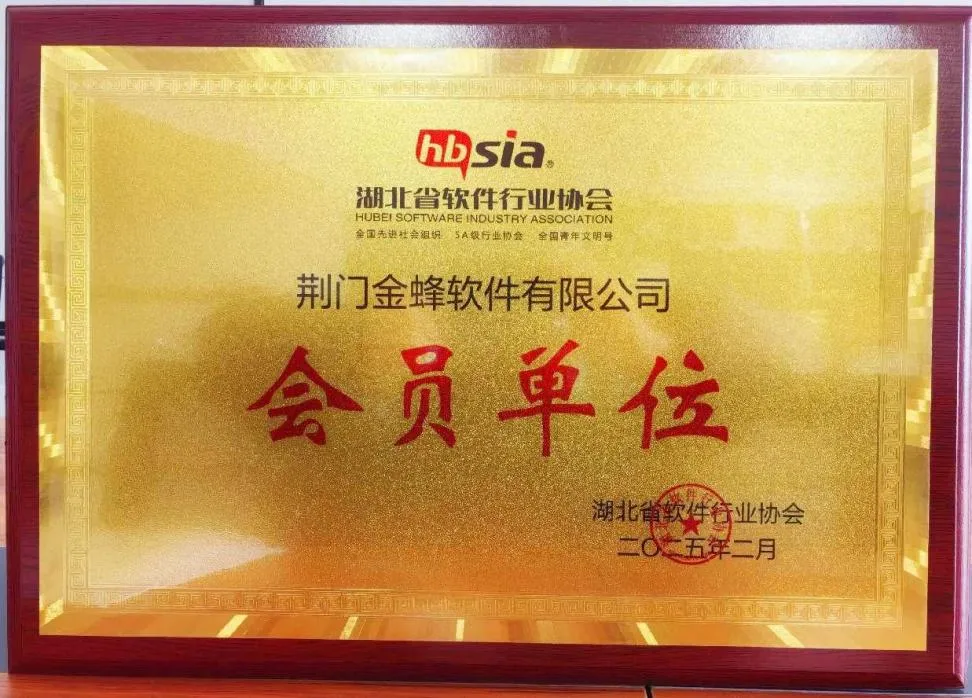 hbsia®
湖北省软件行业协会
HUBEI SOFTWARE INDUSTRY ASSOCIATION
全国先进社会组织 5A级行业协会 全国青年文明号
荆门金蜂软件有限公司
会员单位
湖北省软件行业协会
二〇二五年二月